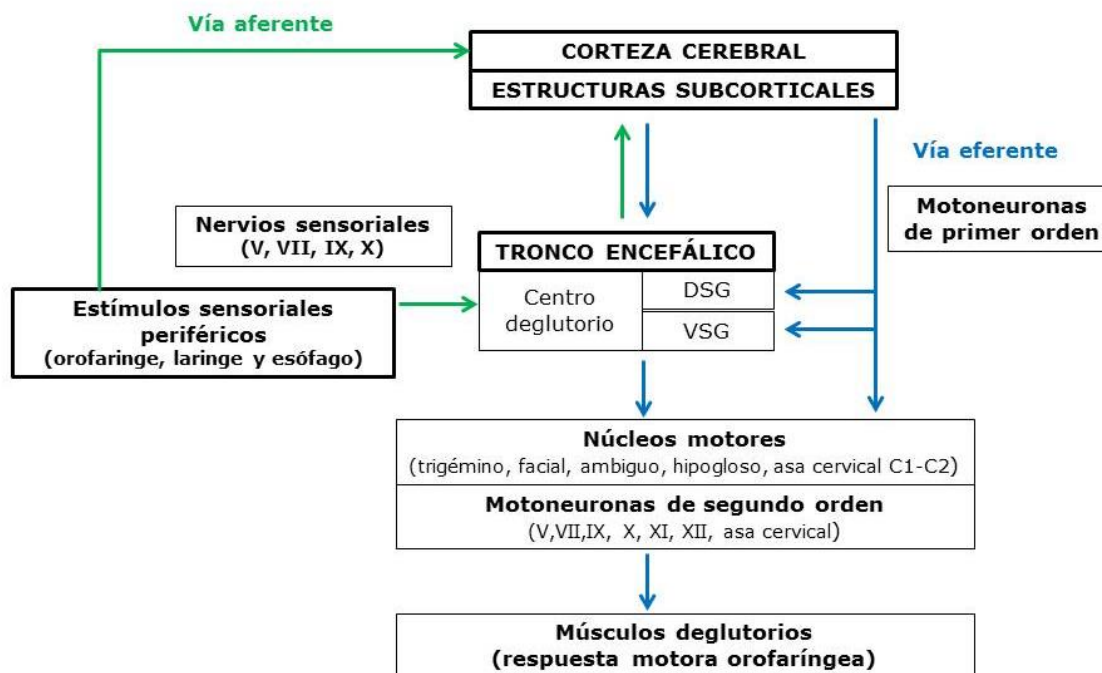 Vía aferente
CORTEZA CEREBRAL
ESTRUCTURAS SUBCORTICALES
Vía eferente
Motoneuronas
de primer orden
Nervios sensoriales
(V, VII, IX, X)
TRONCO ENCEFÁLICO
Centro
deglutorio
DSG
VSG
Estímulos sensoriales
periféricos
(orofaringe, laringe y esófago)
Núcleos motores
(trigémino, facial, ambiguo, hipogloso, asa cervical C1-C2)
Motoneuronas de segundo orden
(V,VII,IX, X, XI, XII, asa cervical)
Músculos deglutorios
(respuesta motora orofaríngea)